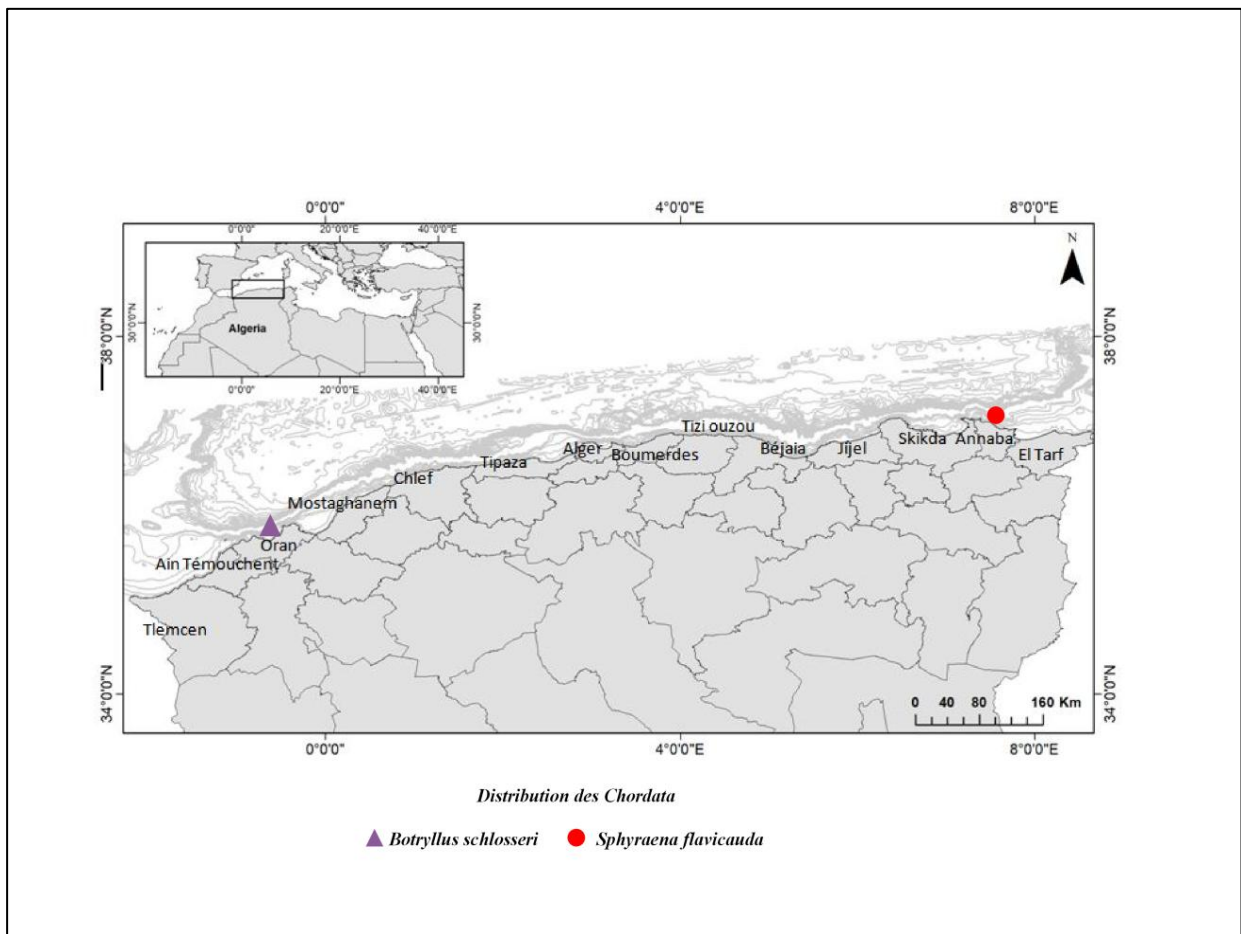 0°0'0" 4°0'0"E 8°0'0"E
0°0'0" 20°0'0"E 40°0'0"E
N
30°0'0"N
Algeria
30°0'0"N
0°0'0" 20°0'0"E 40°0'0"E
38°0'0"N
38°0'0"N
Tizi ouzou
Alger
Boumerdes
Béjaia
Jijel
Skikda
Annaba
El Tarf
Tipaza
Chlef
Mostaghanem
Oran
Ain Témouchent
Tlemcen
34°0'0"N
34°0'0"N
0 40 80 160 Km
0°0'0" 4°0'0"E 8°0'0"E
Distribution des Chordata
Botryllus schlosseri Sphyraena flavicauda